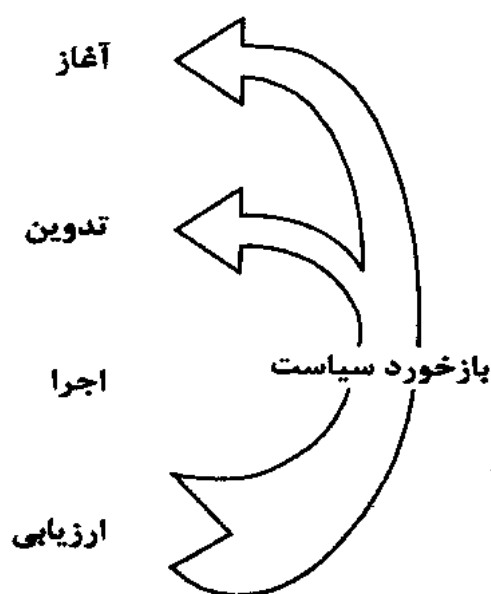 آغاز
تدوین
بازخورد سیاست
اجرا
ارزیابی